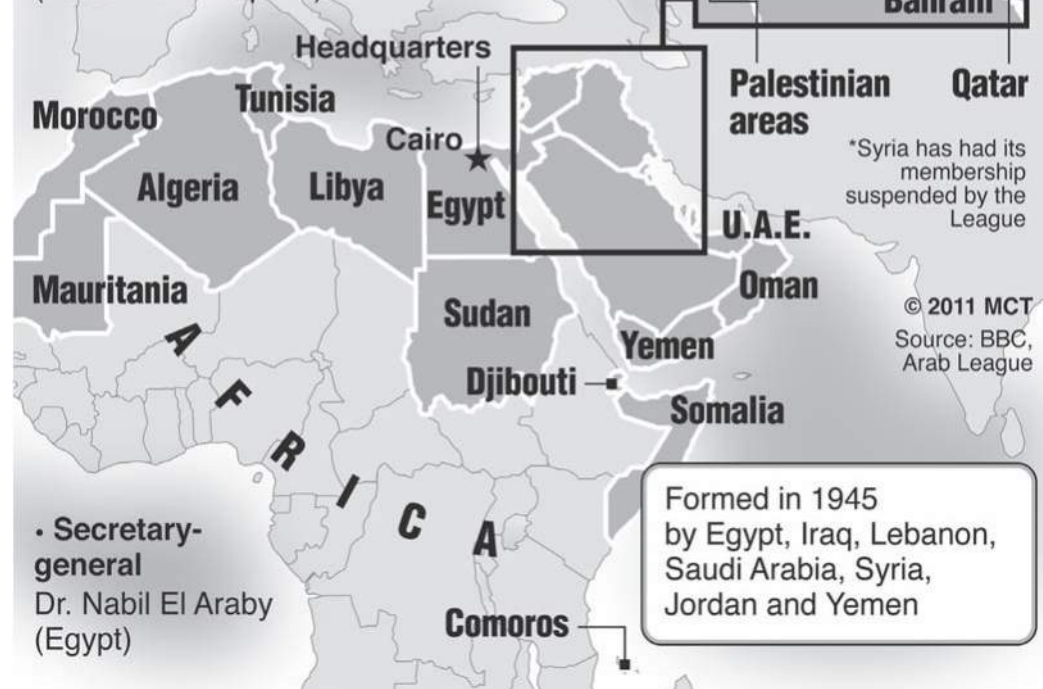 Bahrain
Headquarters
Palestinian
areas
Qatar
Morocco
Tunisia
Cairo
*Syria has had its
membership
suspended by the
League
Algeria
Libya
Egypt
U.A.E.
Mauritania
Oman
Sudan
© 2011 MCT
Source: BBC,
Arab League
Yemen
Djibouti
Somalia
AFRICA
Formed in 1945
by Egypt, Iraq, Lebanon,
Saudi Arabia, Syria,
Jordan and Yemen
• Secretary-
general
Dr. Nabil El Araby
(Egypt)
Comoros